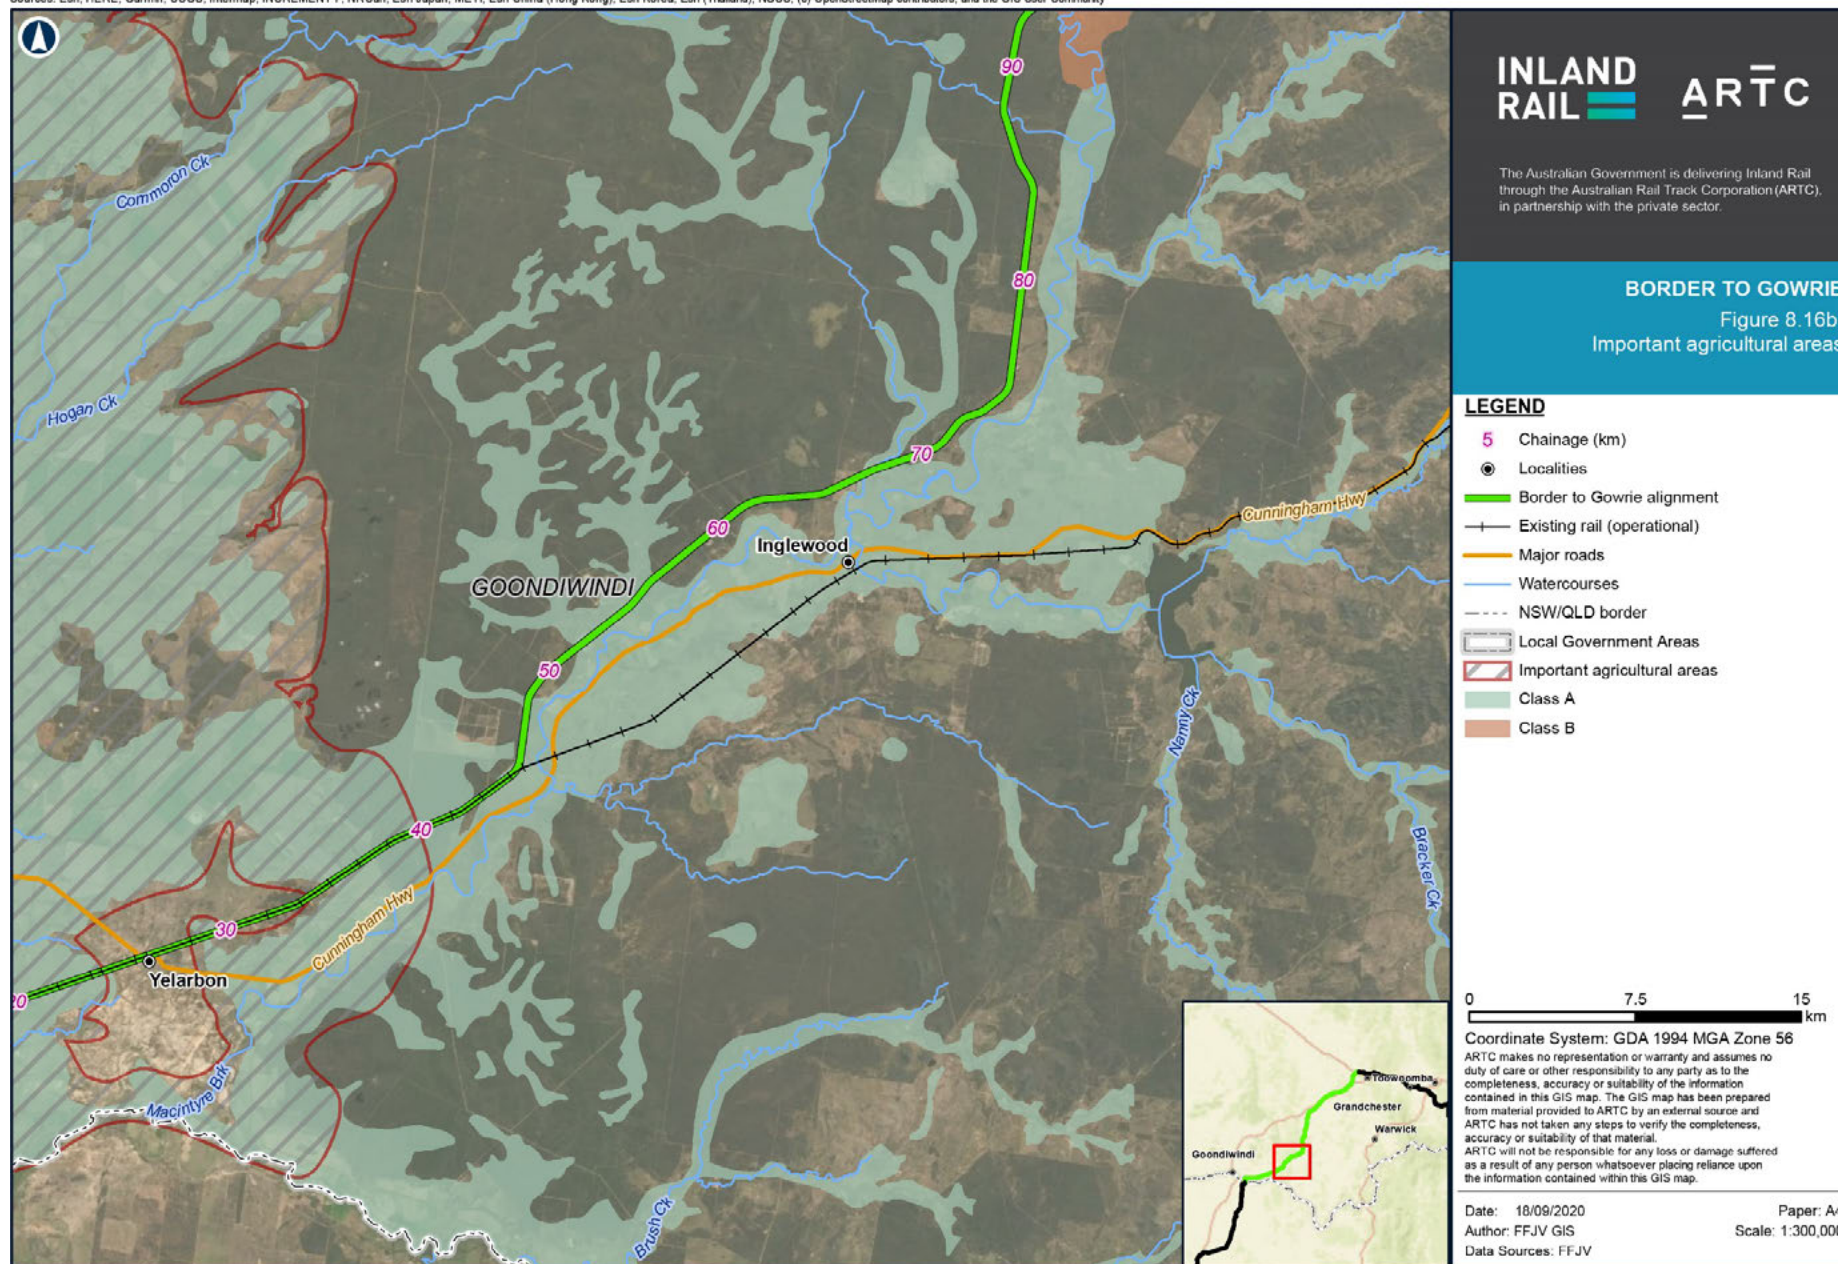 INLAND
RAIL
ARTC
The Australian Government is delivering Inland Rail
through the Australian Rail Track Corporation (ARTC),
in partnership with the private sector.
BORDER TO GOWRIE
Figure 8.16b
Important agricultural areas
LEGEND
5 Chainage (km)
Localities
Border to Gowrie alignment
Existing rail (operational)
Major roads
Watercourses
NSW/QLD border
Local Government Areas
Important agricultural areas
Class A
Class B
0 7.5 15
km
Coordinate System: GDA 1994 MGA Zone 56
ARTC makes no representation or warranty and assumes no
duty of care or other responsibility to any party as to the
completeness, accuracy or suitability of the information
contained in this GIS map. The GIS map has been prepared
from material provided to ARTC by an external source and
ARTC has not taken any steps to verify the completeness,
accuracy or suitability of that material.
ARTC will not be responsible for any loss or damage suffered
as a result of any person whatsoever placing reliance upon
the information contained within this GIS map.
Date: 18/09/2020 Paper: A4
Author: FFJV GIS Scale: 1:300,000
Data Sources: FFJV
90
Commoron Ck
80
Hogan Ck
70
Cunningham Hwy
60
Inglewood
GOONDIWINDI
50
Nanny Ck
40
Bracker Ck
Cunningham Hwy
30
Yelarbon
20
Macintyre Brk
Brush Ck
Toowoomba
Grandchester
Warwick
Goondiwindi